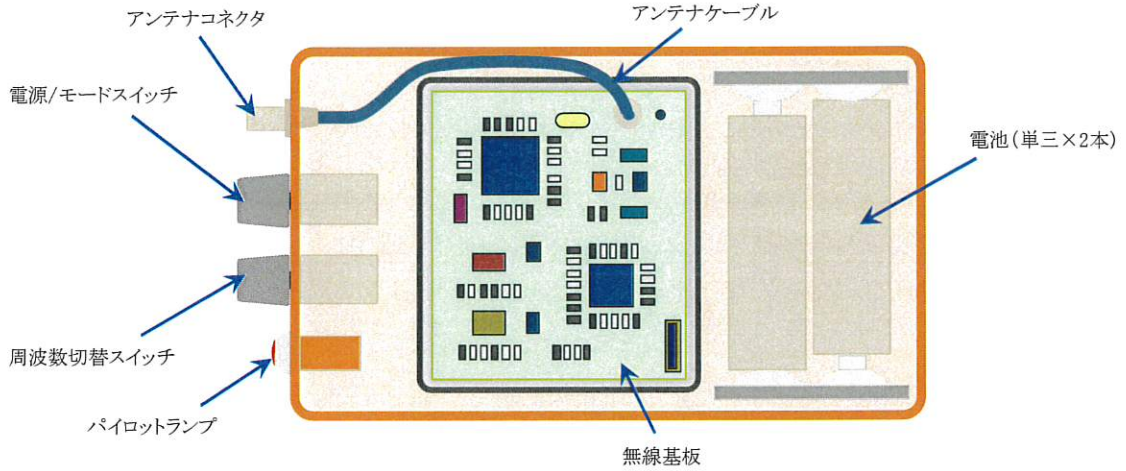 アンテナコネクタ
アンテナケーブル
電源/モードスイッチ
電池(単三×2本)
周波数切替スイッチ
パイロットランプ
無線基板